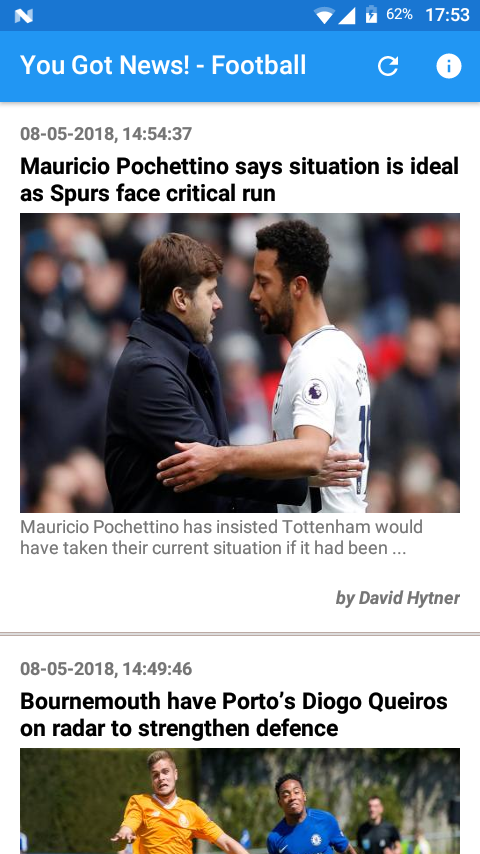 62% 17:53
You Got News! - Football
08-05-2018, 14:54:37
Mauricio Pochettino says situation is ideal
as Spurs face critical run
Mauricio Pochettino has insisted Tottenham would
have taken their current situation if it had been ...
by David Hytner
08-05-2018, 14:49:46
Bournemouth have Porto’s Diogo Queiros
on radar to strengthen defence